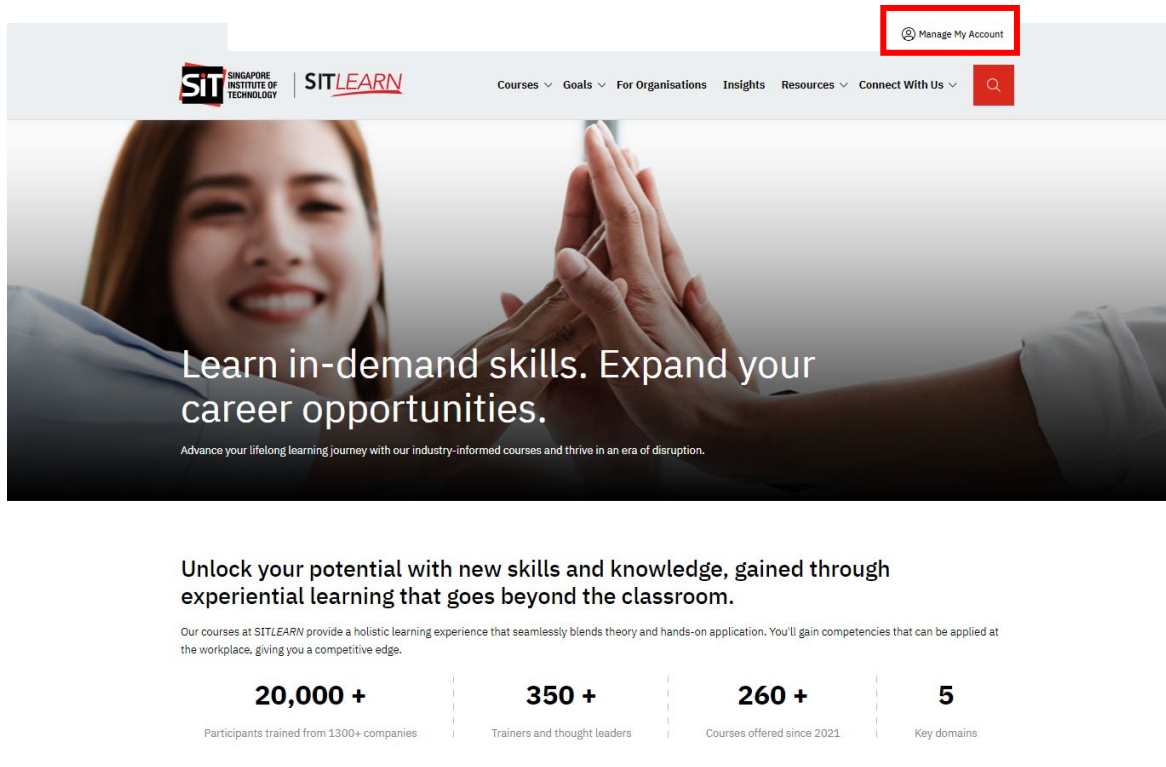 Manage My Account
SiT
SINGAPORE
INSTITUTE OF
TECHNOLOGY
SITLEARN
Courses
Goals
For Organisations
Insights
Resources
Connect With Us
Learn in-demand skills. Expand your
career opportunities.
Advance your lifelong learning journey with our industry-informed courses and thrive in an era of disruption.
Unlock your potential with new skills and knowledge, gained through
experiential learning that goes beyond the classroom.
Our courses at SITLEARN provide a holistic learning experience that seamlessly blends theory and hands-on application. You'll gain competencies that can be applied at
the workplace, giving you a competitive edge.
20,000 +
Participants trained from 1300+ companies
350 +
Trainers and thought leaders
260 +
Courses offered since 2021
5
Key domains